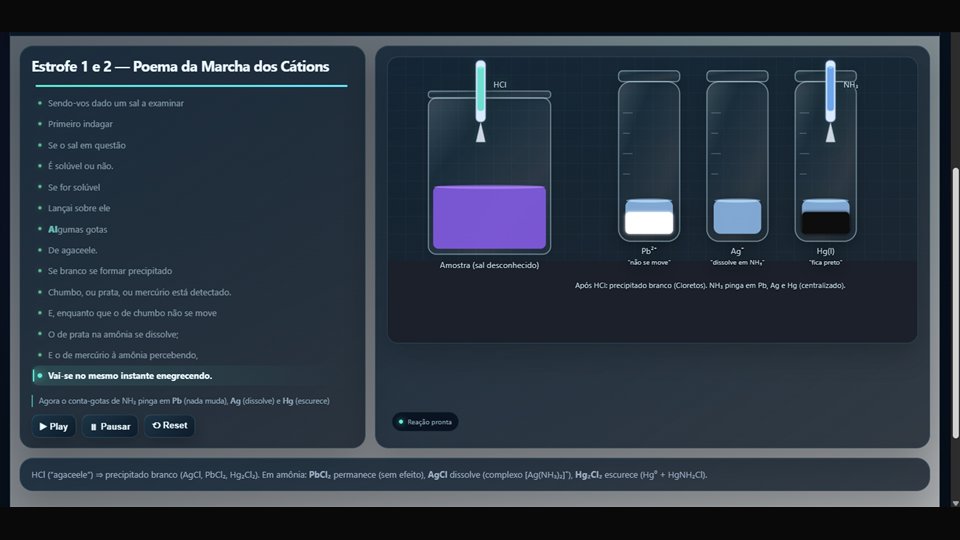 Estrofe 1 e 2 — Poema da Marcha dos Cátions
Sendo-vos dado um sal a examinar
Primeiro indagar
Se o sal em questão
É solúvel ou não.
Se for solúvel
Lançai sobre ele
Algumas gotas
De agaceele.
Se branco se formar precipitado
Chumbo, ou prata, ou mercúrio está detectado.
E, enquanto que o de chumbo não se move
O de prata na amônia se dissolve;
E o de mercúrio à amônia percebendo,
Vai-se no mesmo instante enegrecendo.
Agora o conta-gotas de NH₃ pinga em Pb (nada muda), Ag (dissolve) e Hg (escurece)
▶ Play
⏸ Pausar
⟲ Reset
HCl
NH₃
Amostra (sal desconhecido)
Pb²⁺
"não se move"
Ag⁺
"dissolve em NH₃"
Hg(I)
"fica preto"
Após HCl: precipitado branco (Cloretos). NH₃ pinga em Pb, Ag e Hg (centralizado).
Reação pronta
HCl ("agaceele") ⇒ precipitado branco (AgCl, PbCl₂, Hg₂Cl₂). Em amônia: PbCl₂ permanece (sem efeito), AgCl dissolve (complexo [Ag(NH₃)₂]⁺), Hg₂Cl₂ escurece (Hg⁰ + HgNH₂Cl).